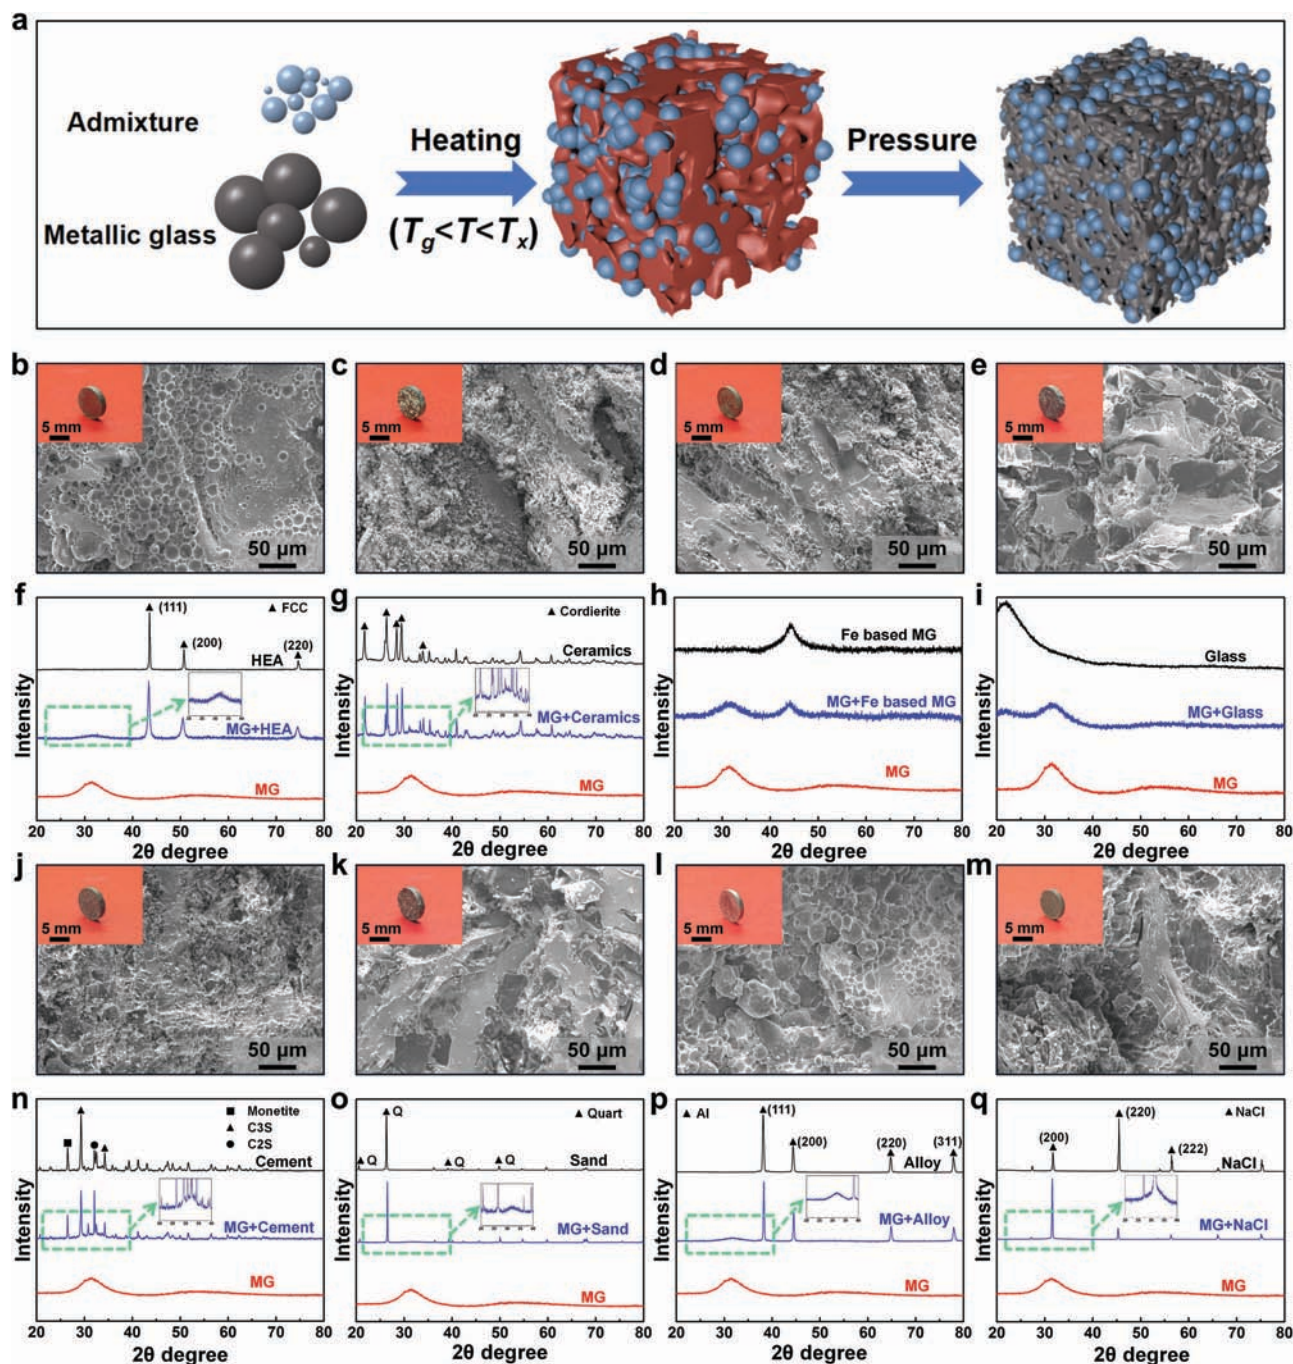 a
Admixture
Metallic glass
Heating
(Tg<T<Tx)
Pressure
b
5 mm
50 μm
c
5 mm
50 μm
d
5 mm
50 μm
e
5 mm
50 μm
f
Intensity
(111)
▲ FCC
(200)
(220)
HEA
MG+HEA
MG
20 30 40 50 60 70 80
2θ degree
g
Intensity
▲ Cordierite
Ceramics
MG+Ceramics
MG
20 30 40 50 60 70 80
2θ degree
h
Intensity
Fe based MG
MG+Fe based MG
MG
20 30 40 50 60 70 80
2θ degree
i
Intensity
Glass
MG+Glass
MG
20 30 40 50 60 70 80
2θ degree
j
5 mm
50 μm
k
5 mm
50 μm
l
5 mm
50 μm
m
5 mm
50 μm
n
Intensity
■ Monetite
▲ C3S
● C2S
Cement
MG+Cement
MG
20 30 40 50 60 70 80
2θ degree
o
Intensity
Q
▲ Quart
Q
Q
Q
Sand
MG+Sand
MG
20 30 40 50 60 70 80
2θ degree
p
Intensity
▲ Al
(111)
(200)
(220)
(311)
Alloy
MG+Alloy
MG
20 30 40 50 60 70 80
2θ degree
q
Intensity
(220)
▲ NaCl
(200)
(222)
NaCl
MG+NaCl
MG
20 30 40 50 60 70 80
2θ degree